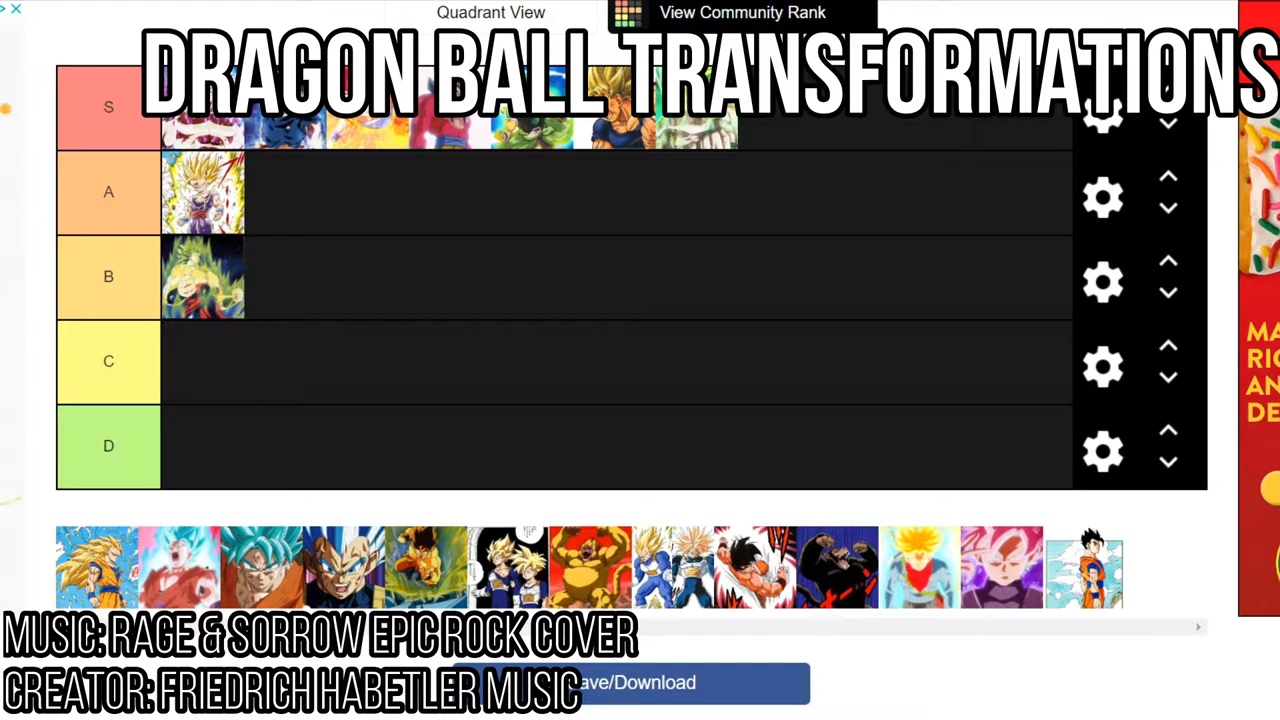 Quadrant View
View Community Rank
DRAGON BALL TRANSFORMATIONS
S
A
B
C
D
MUSIC: RAGE & SORROW EPIC ROCK COVER
CREATOR: FRIEDRICH HABETLER MUSIC
ave/Download